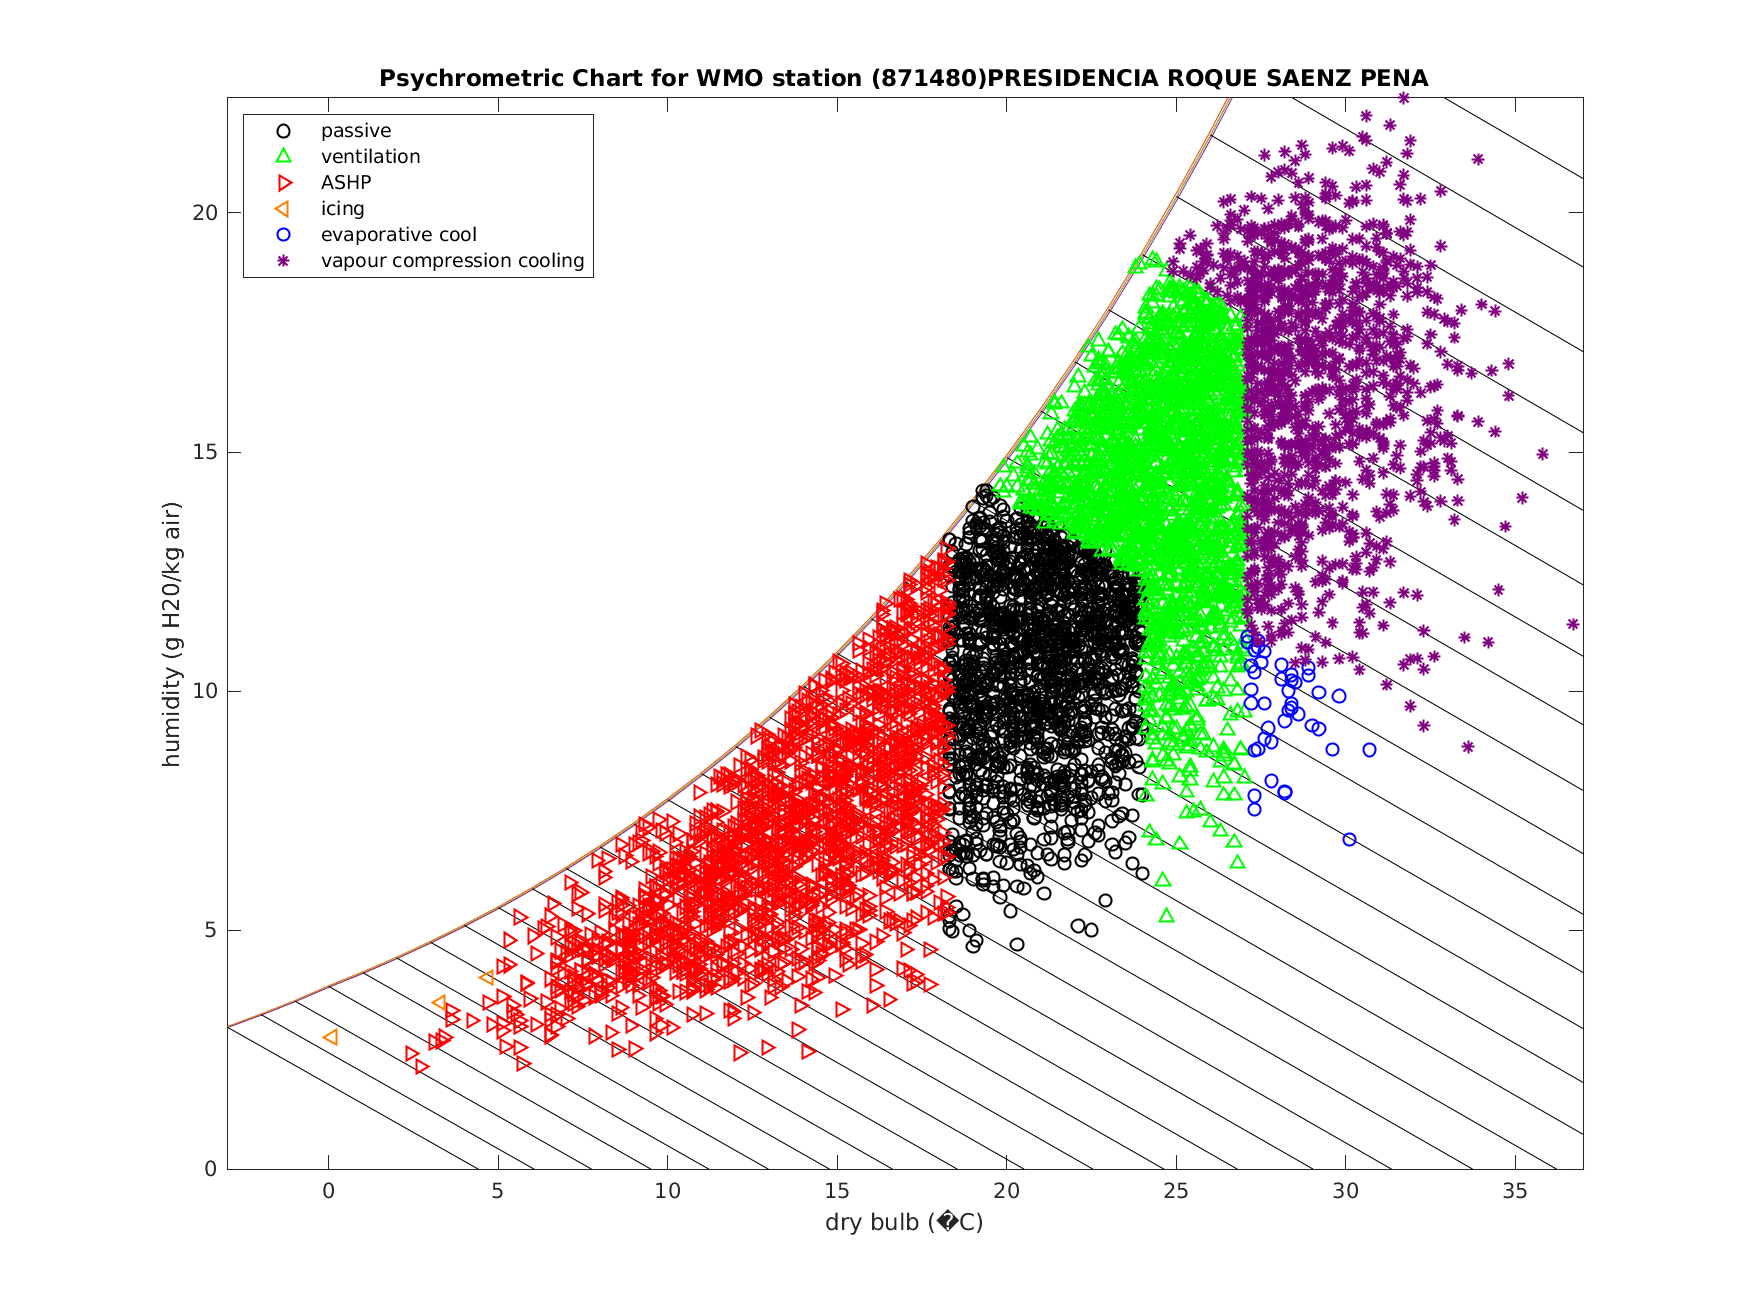 Psychrometric Chart for WMO station (871480)PRESIDENCIA ROQUE SAENZ PENA
passive
ventilation
ASHP
icing
evaporative cool
vapour compression cooling
humidity (g H20/kg air)
20
15
10
5
0
0 5 10 15 20 25 30 35
dry bulb (�C)